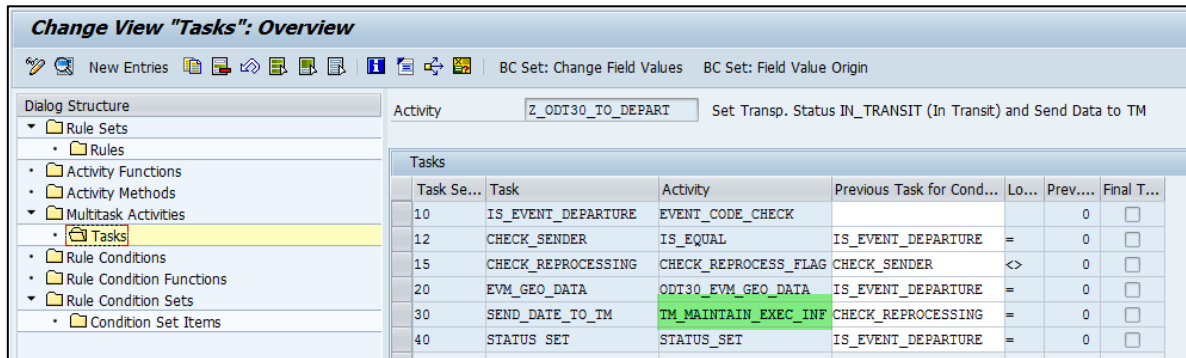 Change View "Tasks": Overview
New Entries BC Set: Change Field Values BC Set: Field Value Origin
Dialog Structure
Rule Sets
Rules
Activity Functions
Activity Methods
Multitask Activities
Tasks
Rule Conditions
Rule Condition Functions
Rule Condition Sets
Condition Set Items
Activity Z_ODT30_TO_DEPART Set Transp. Status IN_TRANSIT (In Transit) and Send Data to TM
Tasks
Task Se... Task Activity Previous Task for Cond... Lo... Prev.... Final T...
10 IS_EVENT_DEPARTURE EVENT_CODE_CHECK 0
12 CHECK_SENDER IS_EQUAL IS_EVENT_DEPARTURE = 0
15 CHECK_REPROCESSING CHECK_REPROCESS_FLAG CHECK_SENDER <> 0
20 EVM_GEO_DATA ODT30_EVM_GEO_DATA IS_EVENT_DEPARTURE = 0
30 SEND_DATE_TO_TM TM_MAINTAIN_EXEC_INF CHECK_REPROCESSING = 0
40 STATUS SET STATUS_SET IS_EVENT_DEPARTURE = 0